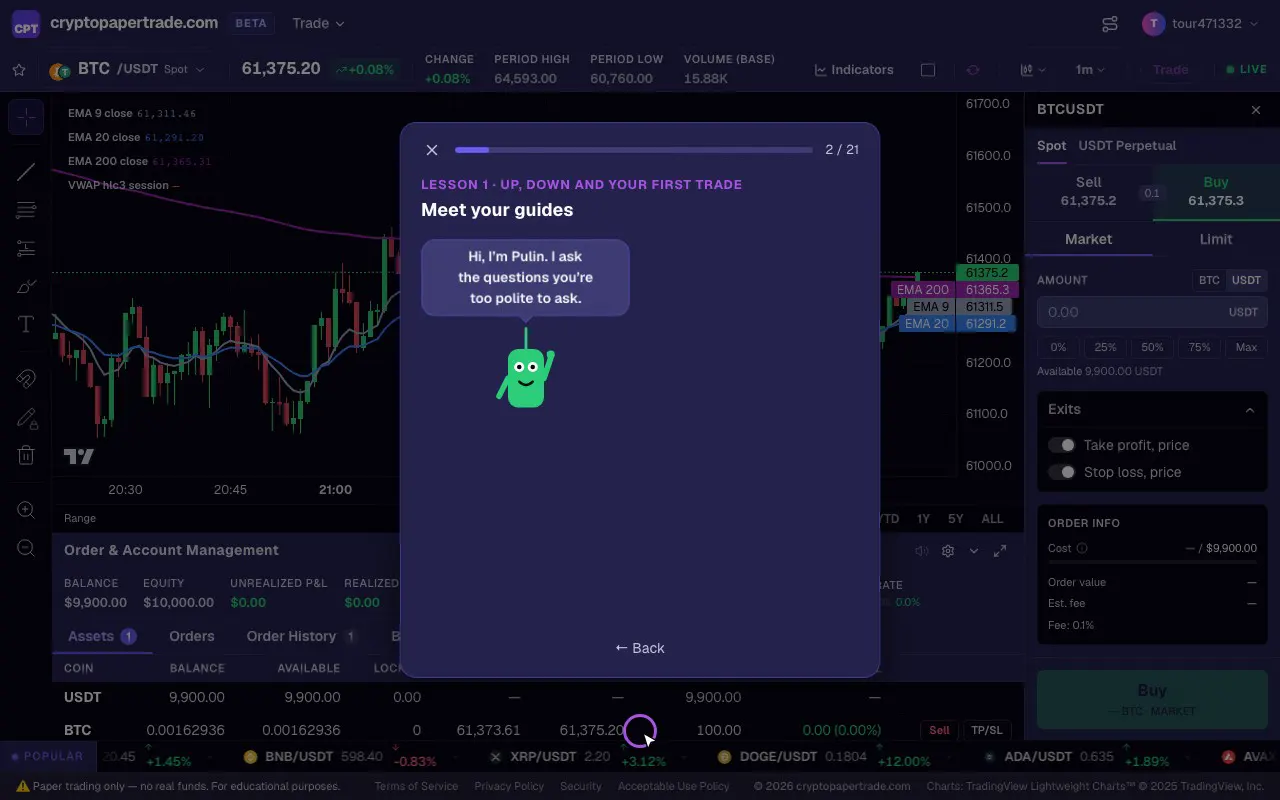 CPT cryptopapertrade.com BETA Trade tour471332
T
BTC /USDT Spot 61,375.20 +0.08%
CHANGE PERIOD HIGH PERIOD LOW VOLUME (BASE)
+0.08% 64,593.00 60,760.00 15.88K
Indicators 1m Trade LIVE
EMA 9 close 61,311.46
EMA 20 close 61,291.20
EMA 200 close 61,365.31
VWAP hlc3 session —
61700.0
61600.0
61500.0
61400.0
61375.2
EMA 200 61365.3
EMA 9 61311.5
EMA 20 61291.2
61200.0
61100.0
61000.0
20:30 20:45 21:00
Range
YTD 1Y 5Y ALL
2 / 21
LESSON 1 · UP, DOWN AND YOUR FIRST TRADE
Meet your guides
Hi, I'm Pulin. I ask
the questions you're
too polite to ask.
← Back
BTCUSDT
Spot USDT Perpetual
Sell 0.1 Buy
61,375.2 61,375.3
Market Limit
AMOUNT BTC USDT
0.00 USDT
0% 25% 50% 75% Max
Available 9,900.00 USDT
Exits
Take profit, price
Stop loss, price
ORDER INFO
Cost — / $9,900.00
Order value —
Est. fee —
Fee: 0.1%
Buy
— BTC · MARKET
Order & Account Management
BALANCE EQUITY UNREALIZED P&L REALIZED
$9,900.00 $10,000.00 $0.00 $0.00 0.0%
Assets 1 Orders Order History 1
COIN BALANCE AVAILABLE
USDT 9,900.00 9,900.00 0.00 — — 9,900.00 —
BTC 0.00162936 0.00162936 0 61,373.61 61,375.20 100.00 0.00 (0.00%) Sell TP/SL
POPULAR 20.45 +1.45% BNB/USDT 598.40 -0.83% XRP/USDT 2.20 +3.12% DOGE/USDT 0.1804 +12.00% ADA/USDT 0.635 +1.89% AVAX
Paper trading only — no real funds. For educational purposes. Terms of Service Privacy Policy Security Acceptable Use Policy © 2026 cryptopapertrade.com Charts: TradingView Lightweight Charts™ © 2025 TradingView, Inc.